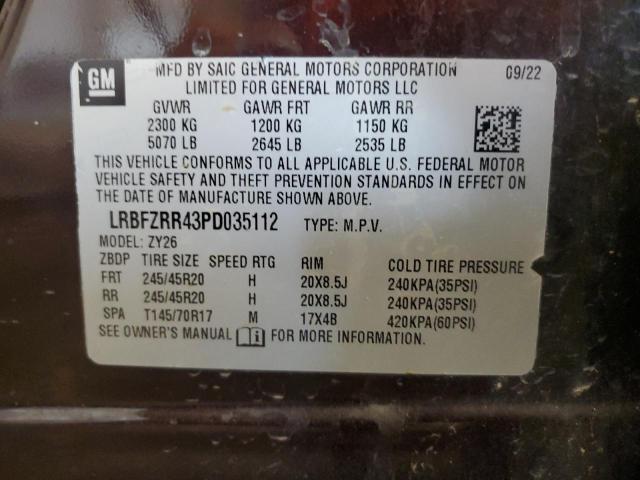 GM
MFD BY SAIC GENERAL MOTORS CORPORATION 09/22
LIMITED FOR GENERAL MOTORS LLC
GVWR GAWR FRT GAWR RR
2300 KG 1200 KG 1150 KG
5070 LB 2645 LB 2535 LB
THIS VEHICLE CONFORMS TO ALL APPLICABLE U.S. FEDERAL MOTOR
VEHICLE SAFETY AND THEFT PREVENTION STANDARDS IN EFFECT ON
THE DATE OF MANUFACTURE SHOWN ABOVE.
LRBFZRR43PD035112 TYPE: M.P.V.
MODEL: ZY26
ZBDP TIRE SIZE SPEED RTG RIM COLD TIRE PRESSURE
FRT 245/45R20 H 20X8.5J 240KPA(35PSI)
RR 245/45R20 H 20X8.5J 240KPA(35PSI)
SPA T145/70R17 M 17X4B 420KPA(60PSI)
SEE OWNER'S MANUAL FOR MORE INFORMATION.